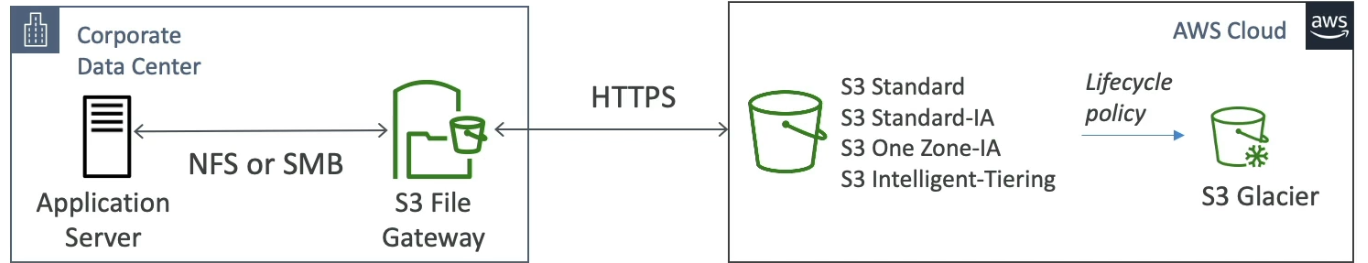 Corporate
Data Center
Application
Server
NFS or SMB
S3 File
Gateway
HTTPS
AWS Cloud
aws
S3 Standard
S3 Standard-IA
S3 One Zone-IA
S3 Intelligent-Tiering
Lifecycle
policy
S3 Glacier